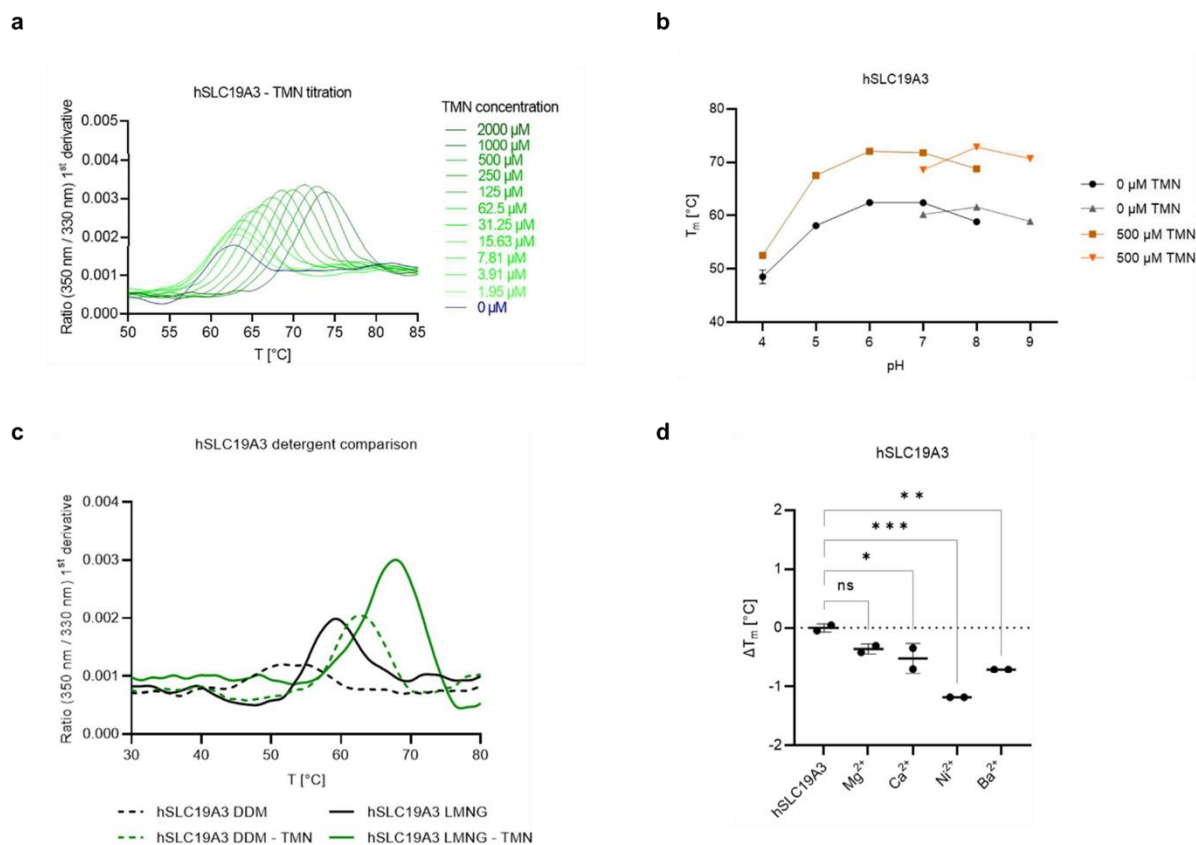 a
hSLC19A3 - TMN titration
Ratio (350 nm / 330 nm) 1st derivative
0.005
0.004
0.003
0.002
0.001
0.000
50 55 60 65 70 75 80 85
T [°C]
TMN concentration
2000 µM
1000 µM
500 µM
250 µM
125 µM
62.5 µM
31.25 µM
15.63 µM
7.81 µM
3.91 µM
1.95 µM
0 µM
b
hSLC19A3
Tm [°C]
80
70
60
50
40
4 5 6 7 8 9
pH
0 µM TMN
0 µM TMN
500 µM TMN
500 µM TMN
c
hSLC19A3 detergent comparison
Ratio (350 nm / 330 nm) 1st derivative
0.004
0.003
0.002
0.001
0.000
30 40 50 60 70 80
T [°C]
hSLC19A3 DDM hSLC19A3 LMNG
hSLC19A3 DDM - TMN hSLC19A3 LMNG - TMN
d
hSLC19A3
ΔTm [°C]
2
1
0
-1
-2
**
***
*
ns
hSLC19A3 Mg2+ Ca2+ Ni2+ Ba2+